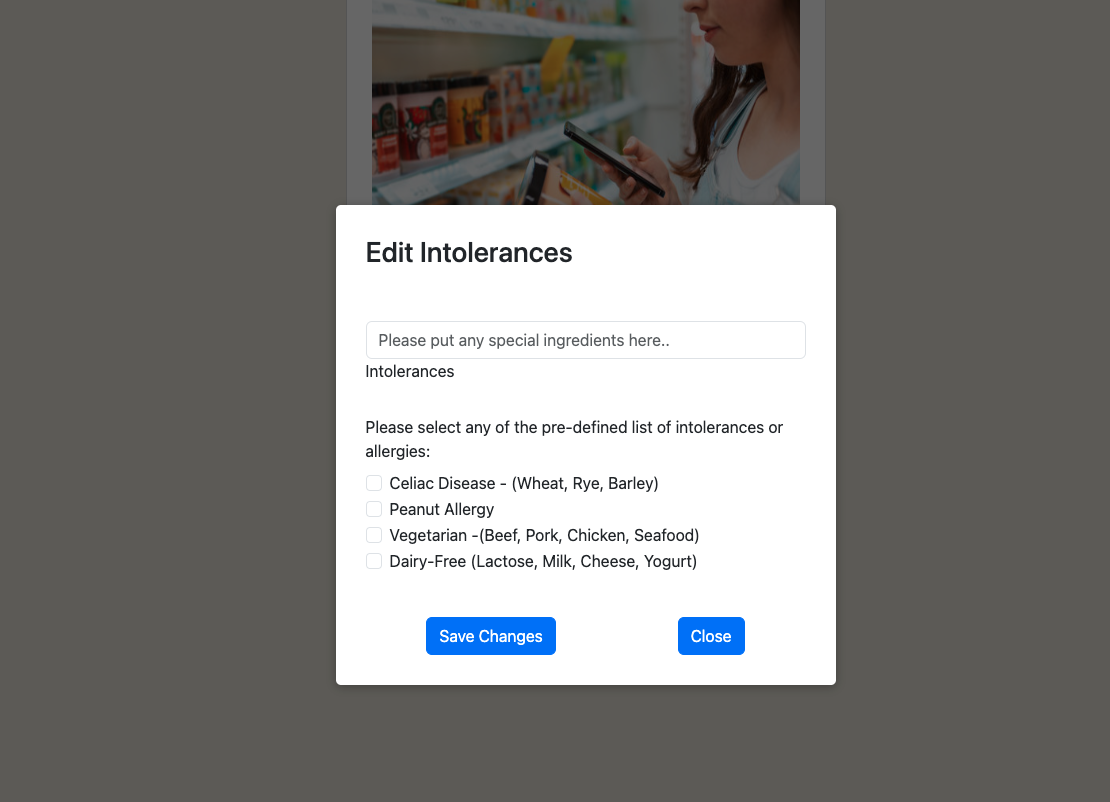 Edit Intolerances
Please put any special ingredients here..
Intolerances
Please select any of the pre-defined list of intolerances or
allergies:
Celiac Disease - (Wheat, Rye, Barley)
Peanut Allergy
Vegetarian -(Beef, Pork, Chicken, Seafood)
Dairy-Free (Lactose, Milk, Cheese, Yogurt)
Save Changes
Close